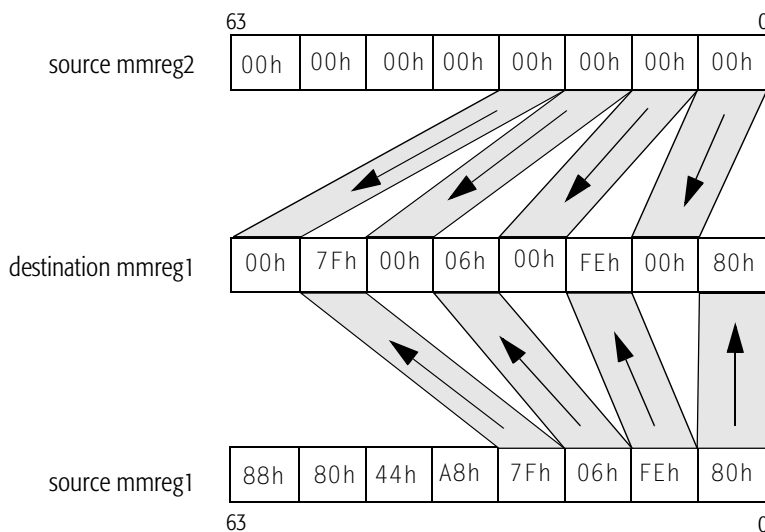 63 0
source mmreg2 00h 00h 00h 00h 00h 00h 00h 00h
destination mmreg1 00h 7Fh 00h 06h 00h FEh 00h 80h
source mmreg1 88h 80h 44h A8h 7Fh 06h FEh 80h
63 0